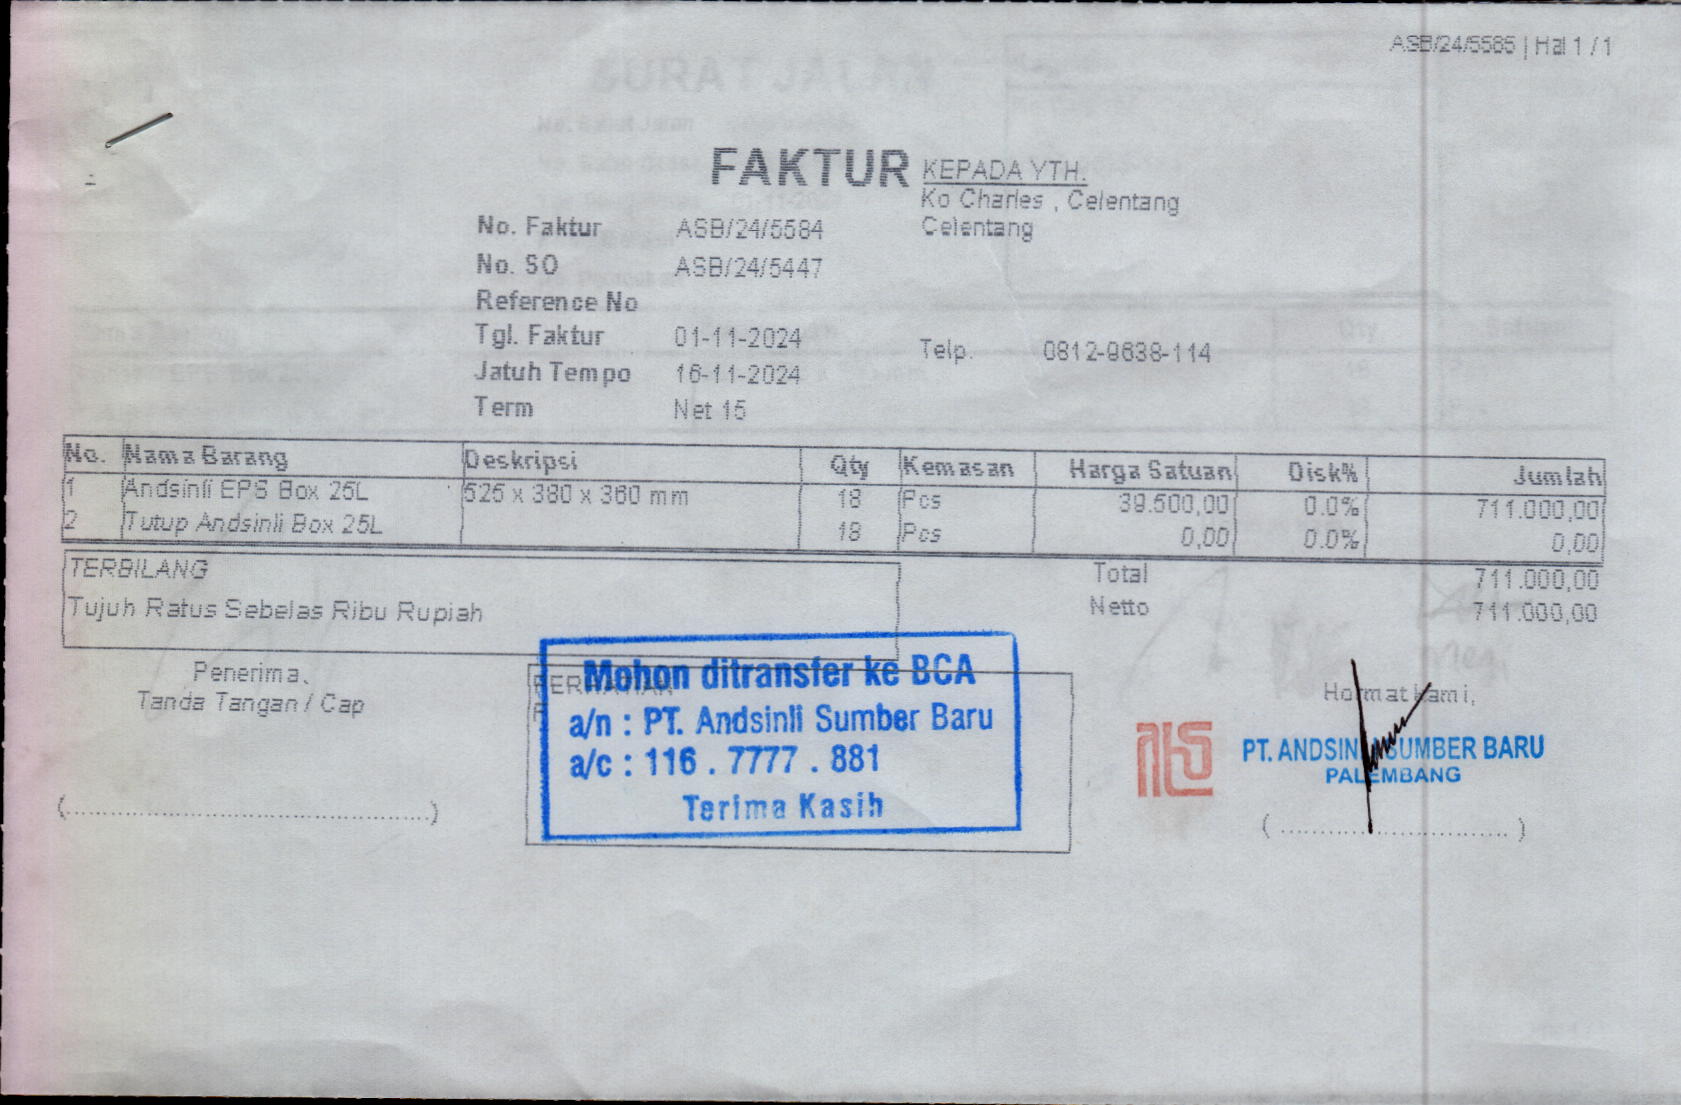 ASB/24/5585 | Hal 1 / 1
FAKTUR
KEPADA YTH.
Ko Charles , Celentang
Celentang
No. Faktur ASB/24/5584
No. SO ASB/24/5447
Reference No
Tgl. Faktur 01-11-2024
Telp. 0812-9638-114
Jatuh Tempo 16-11-2024
Term Net 15
No. Nama Barang Deskripsi Qty Kemasan Harga Satuan Disk% Jumlah
1 Andsinli EPS Box 25L 525 x 380 x 360 mm 18 Pcs 39.500,00 0.0% 711.000,00
2 Tutup Andsinli Box 25L 18 Pcs 0,00 0.0% 0,00
TERBILANG
Tujuh Ratus Sebelas Ribu Rupiah
Total 711.000,00
Netto 711.000,00
Penerima,
Tanda Tangan / Cap
(..............................................)
Mohon ditransfer ke BCA
a/n : PT. Andsinli Sumber Baru
a/c : 116 . 7777 . 881
Terima Kasih
Hormat Kami,
PT. ANDSINLI SUMBER BARU
PALEMBANG
( ................................ )